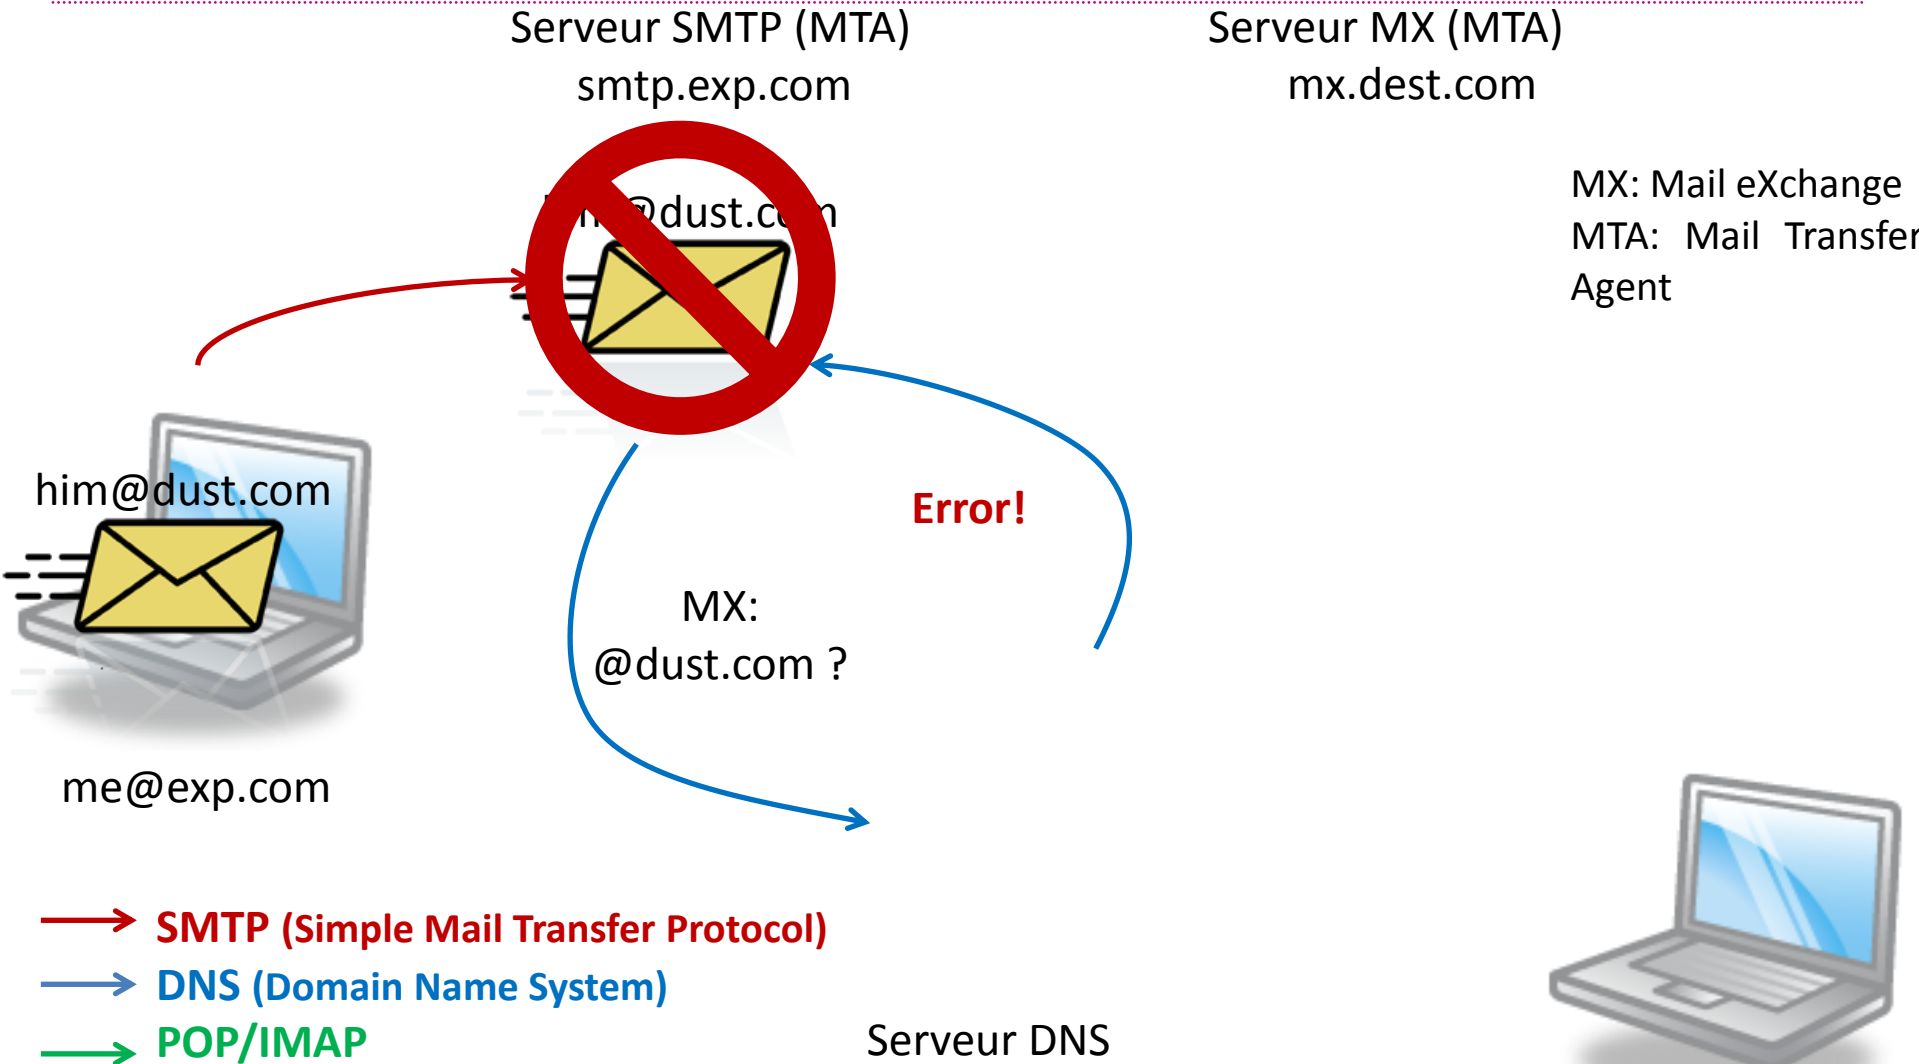 Serveur SMTP (MTA)
smtp.exp.com
Serveur MX (MTA)
mx.dest.com
MX: Mail eXchange
MTA: Mail Transfer
Agent
@dust.com
him@dust.com
Error!
MX:
@dust.com ?
me@exp.com
SMTP (Simple Mail Transfer Protocol)
DNS (Domain Name System)
POP/IMAP
Serveur DNS